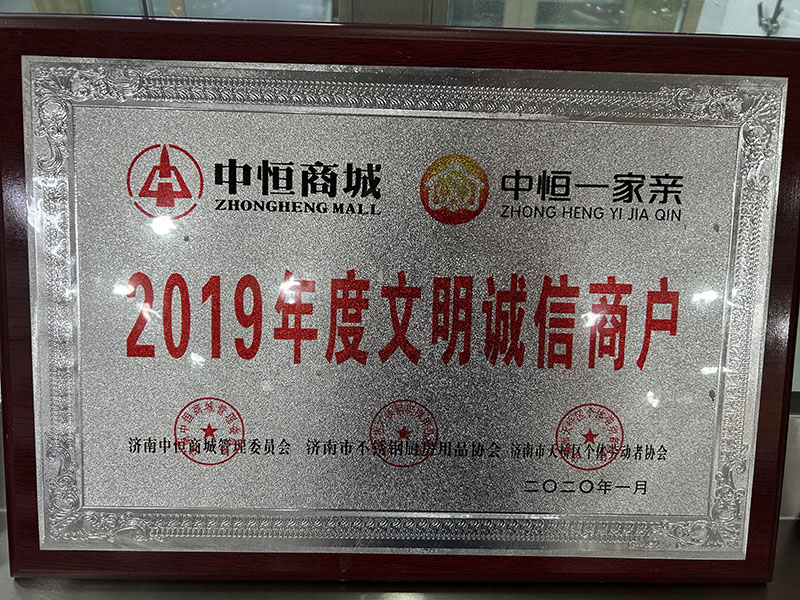 中恒商城
ZHONGHENG MALL
中恒一家亲
ZHONG HENG YI JIA QIN
2019年度文明诚信商户
济南中恒商城管理委员会
济南市不锈钢厨房用品协会
济南市天桥区个体劳动者协会
二〇二〇年一月